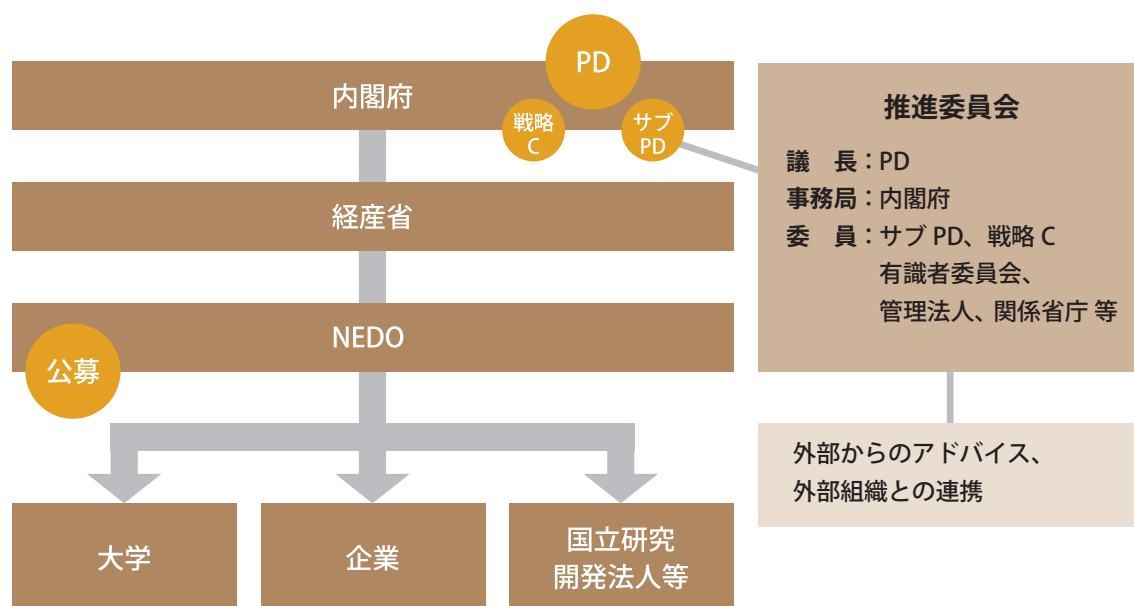 PD
内閣府
戦略
C
サブ
PD
経産省
NEDO
公募
大学
企業
国立研究
開発法人等
推進委員会
議　長：PD
事務局：内閣府
委　員：サブ PD、戦略 C
有識者委員会、
管理法人、関係省庁 等
外部からのアドバイス、
外部組織との連携